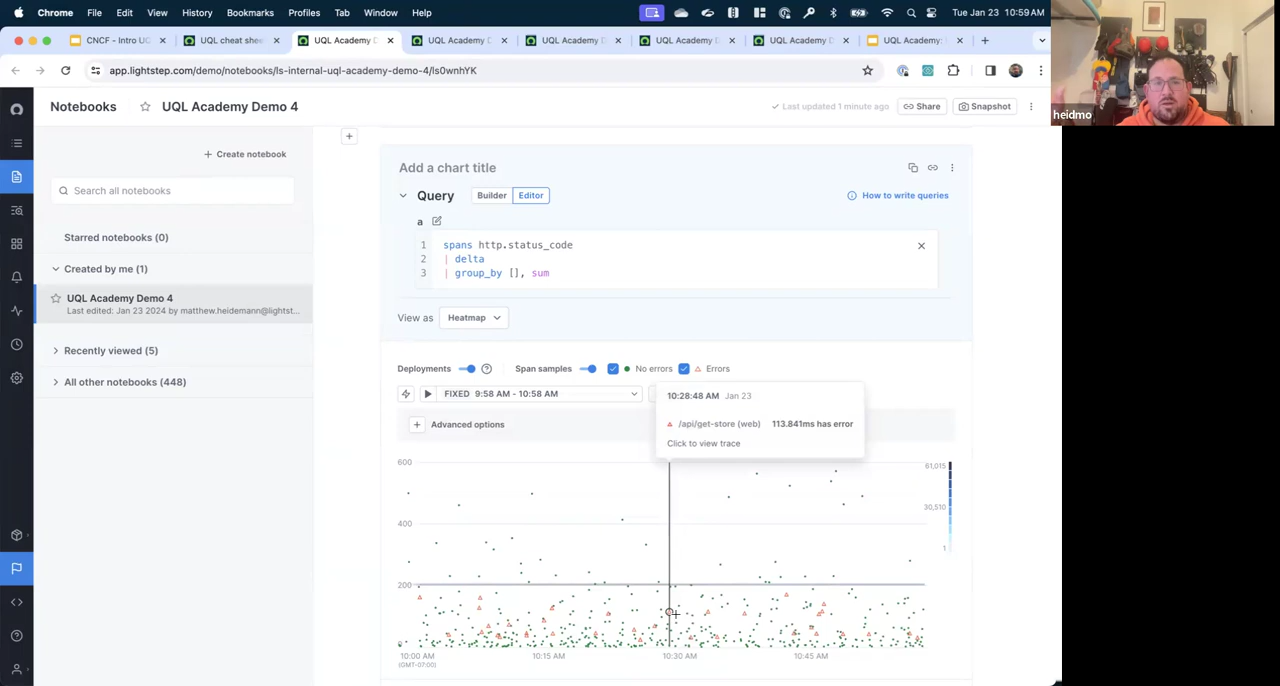 Chrome File Edit View History Bookmarks Profiles Tab Window Help Tue Jan 23 10:59 AM
CNCF - Intro UQ UQL cheat shee UQL Academy D UQL Academy D UQL Academy D UQL Academy D UQL Academy D UQL Academy:
app.lightstep.com/demo/notebooks/ls-internal-uql-academy-demo-4/ls0wnhYK
heidmo
Notebooks UQL Academy Demo 4 Last updated 1 minute ago Share Snapshot
Create notebook
Search all notebooks
Starred notebooks (0)
Created by me (1)
UQL Academy Demo 4
Last edited: Jan 23 2024 by matthew.heidemann@lightst...
Recently viewed (5)
All other notebooks (448)
Add a chart title
Query Builder Editor How to write queries
a
1 spans http.status_code
2 | delta
3 | group_by [], sum
View as Heatmap
Deployments Span samples No errors Errors
FIXED 9:58 AM - 10:58 AM
10:28:48 AM Jan 23
/api/get-store (web) 113.841ms has error
Click to view trace
Advanced options
600
400
200
0
61,015
30,510
1
10:00 AM 10:15 AM 10:30 AM 10:45 AM
(GMT-07:00)